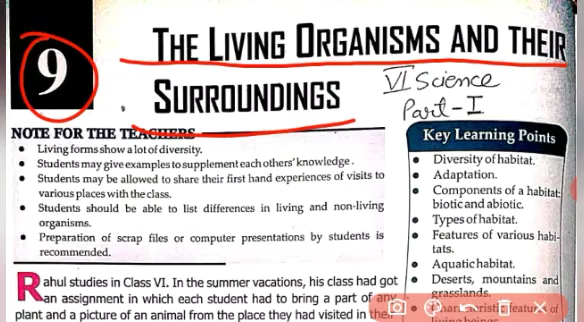 9
THE LIVING ORGANISMS AND THEIR
SURROUNDINGS
VI Science
Part-I
NOTE FOR THE TEACHERS
• Living forms show a lot of diversity.
• Students may give examples to supplement each others' knowledge.
• Students may be allowed to share their first hand experiences of visits to
various places with the class.
• Students should be able to list differences in living and non-living
organisms.
• Preparation of scrap files or computer presentations by students is
recommended.
Rahul studies in Class VI. In the summer vacations, his class had got
an assignment in which each student had to bring a part of any
plant and a picture of an animal from the place they had visited in their
Key Learning Points
• Diversity of habitat.
• Adaptation.
• Components of a habitat;
biotic and abiotic.
• Types of habitat.
• Features of various habi-
tats.
• Aquatic habitat.
• Deserts, mountains and
grasslands.
• Characteristic features of
living beings